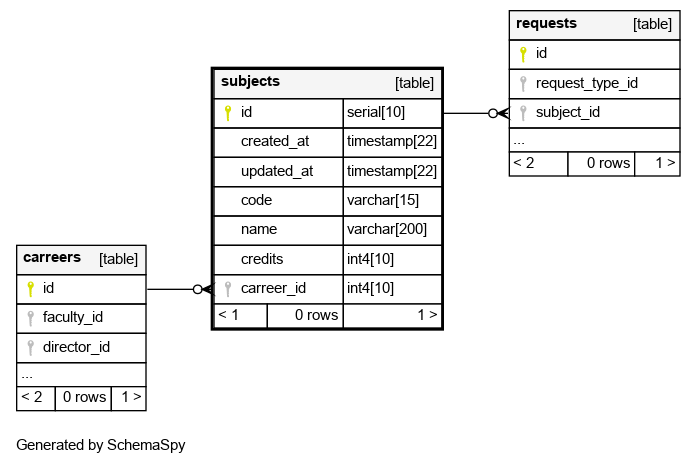 requests [table]
id
request_type_id
subject_id
...
< 2 0 rows 1 >
subjects [table]
id serial[10]
created_at timestamp[22]
updated_at timestamp[22]
code varchar[15]
name varchar[200]
credits int4[10]
carreer_id int4[10]
< 1 0 rows 1 >
carreers [table]
id
faculty_id
director_id
...
< 2 0 rows 1 >
Generated by SchemaSpy